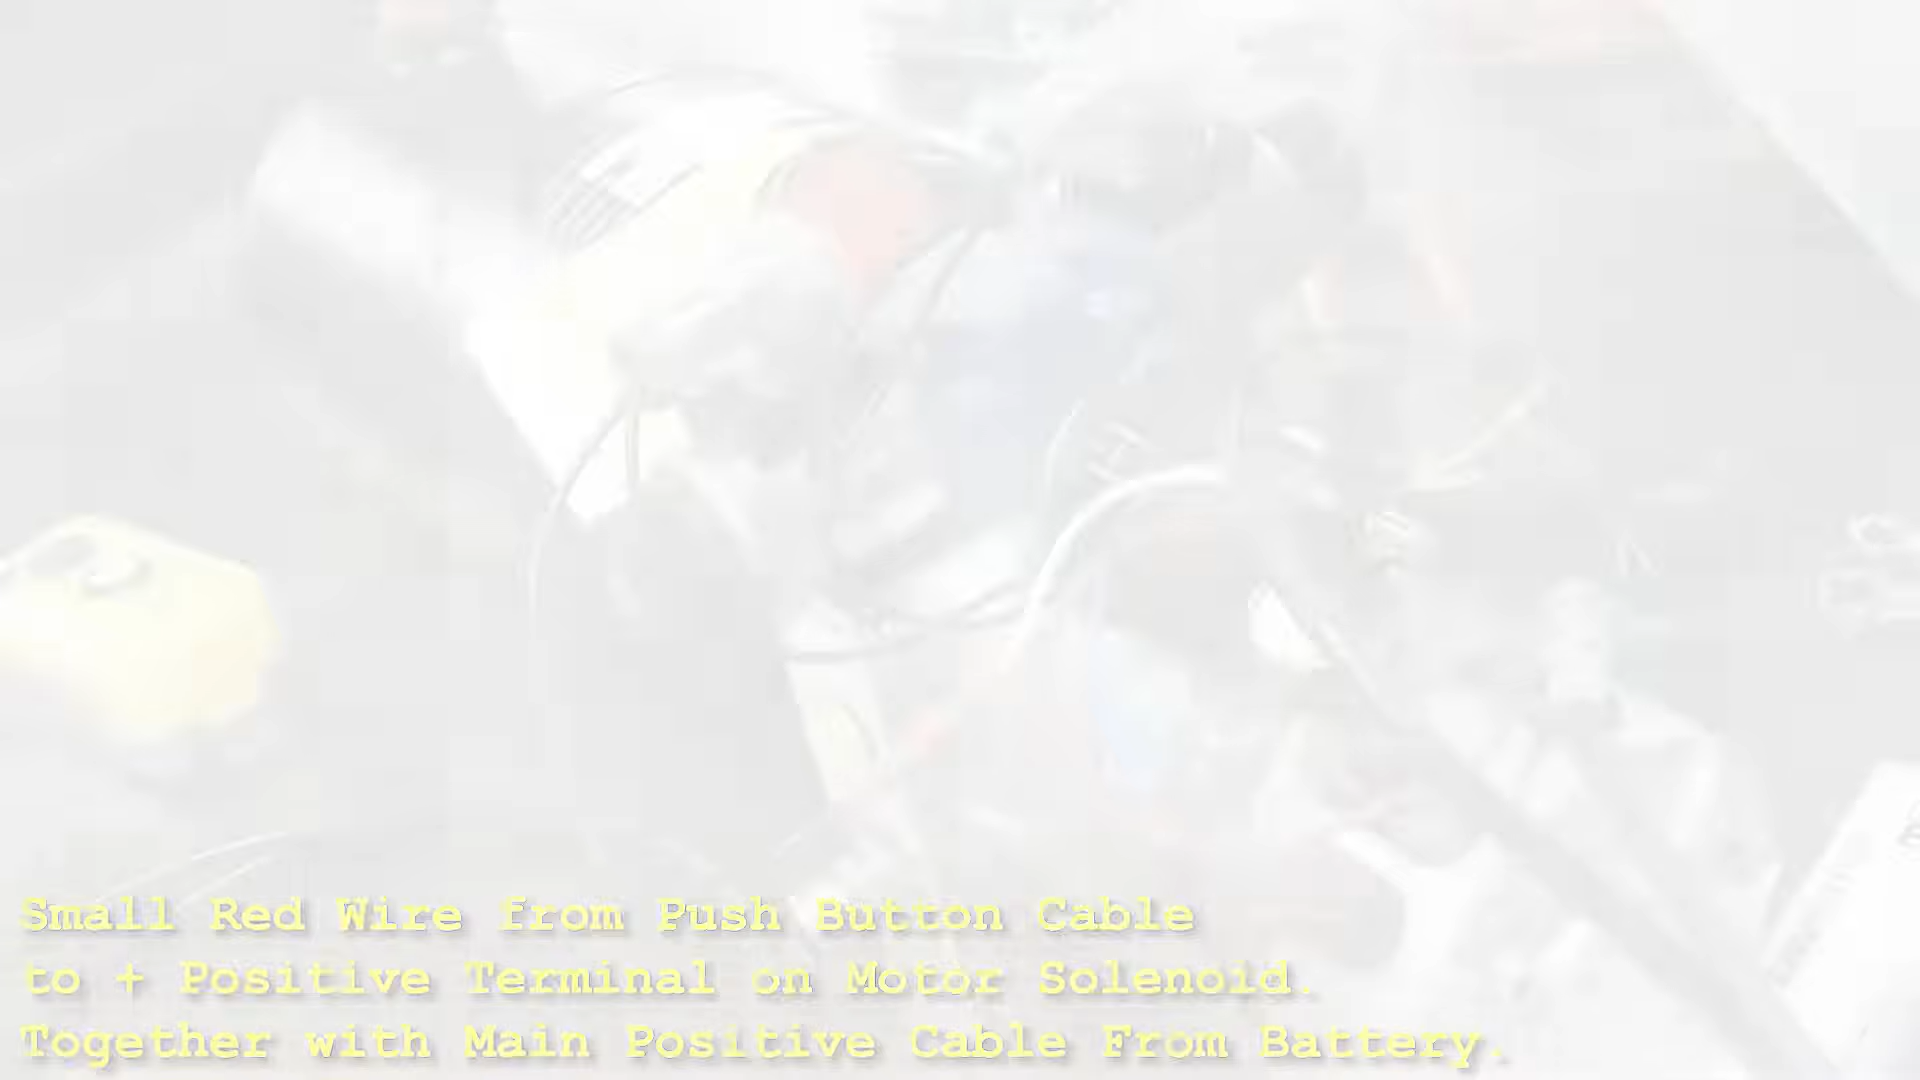 Small Red Wire from Push Button Cable
to + Positive Terminal on Motor Solenoid.
Together with Main Positive Cable From Battery.